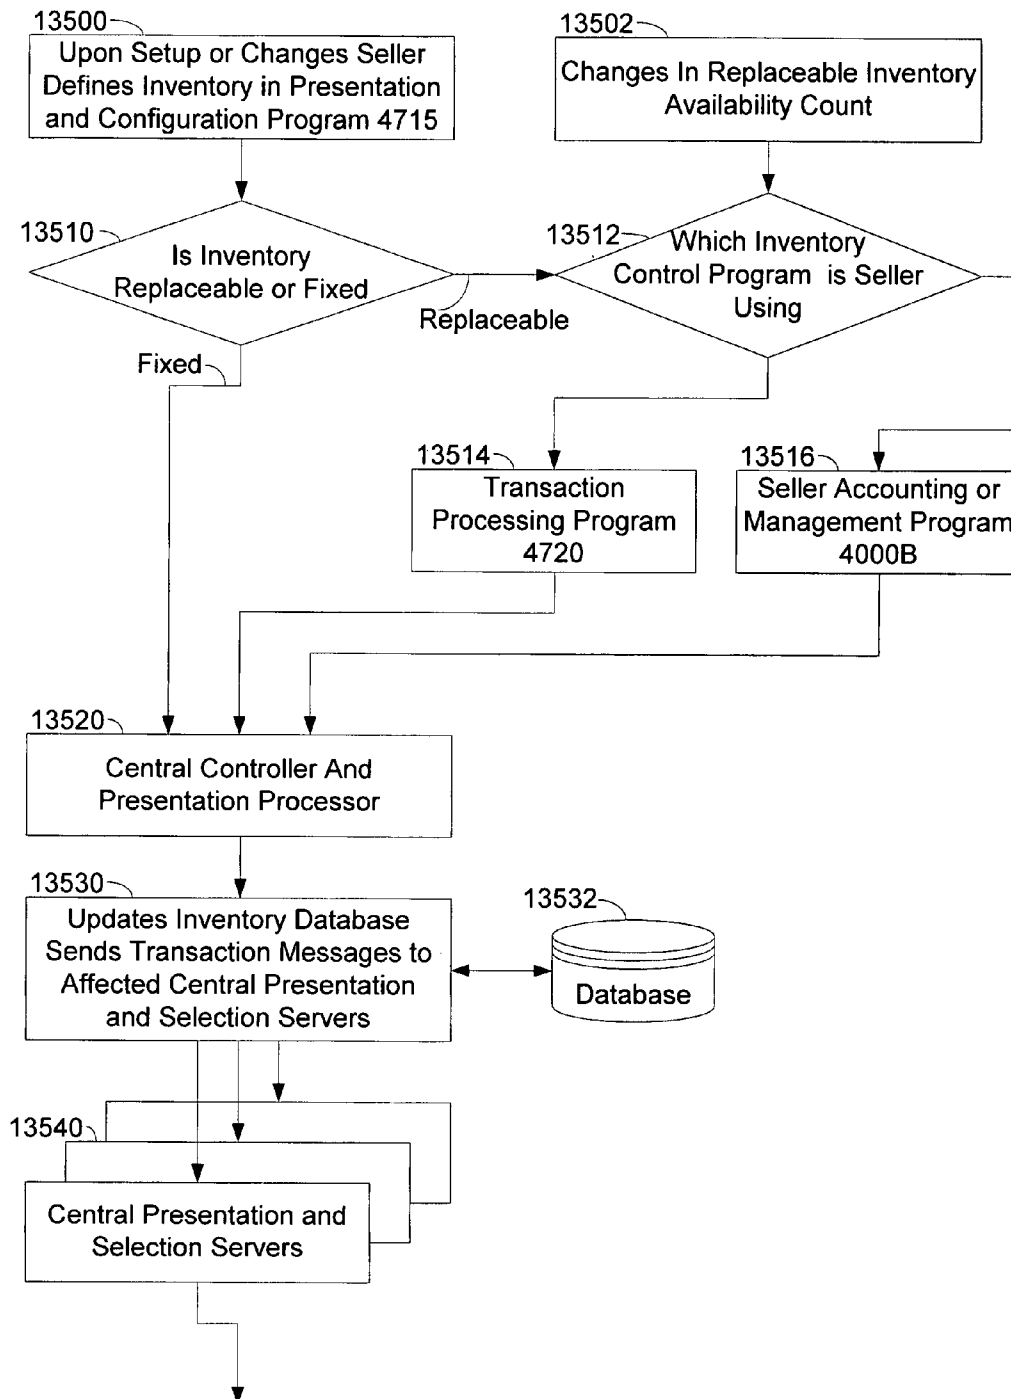 13500
Upon Setup or Changes Seller
Defines Inventory in Presentation
and Configuration Program 4715
13502
Changes In Replaceable Inventory
Availability Count
13510
Is Inventory
Replaceable or Fixed
Replaceable
Fixed
13512
Which Inventory
Control Program is Seller
Using
13514
Transaction
Processing Program
4720
13516
Seller Accounting or
Management Program
4000B
13520
Central Controller And
Presentation Processor
13530
Updates Inventory Database
Sends Transaction Messages to
Affected Central Presentation
and Selection Servers
13532
Database
13540
Central Presentation and
Selection Servers